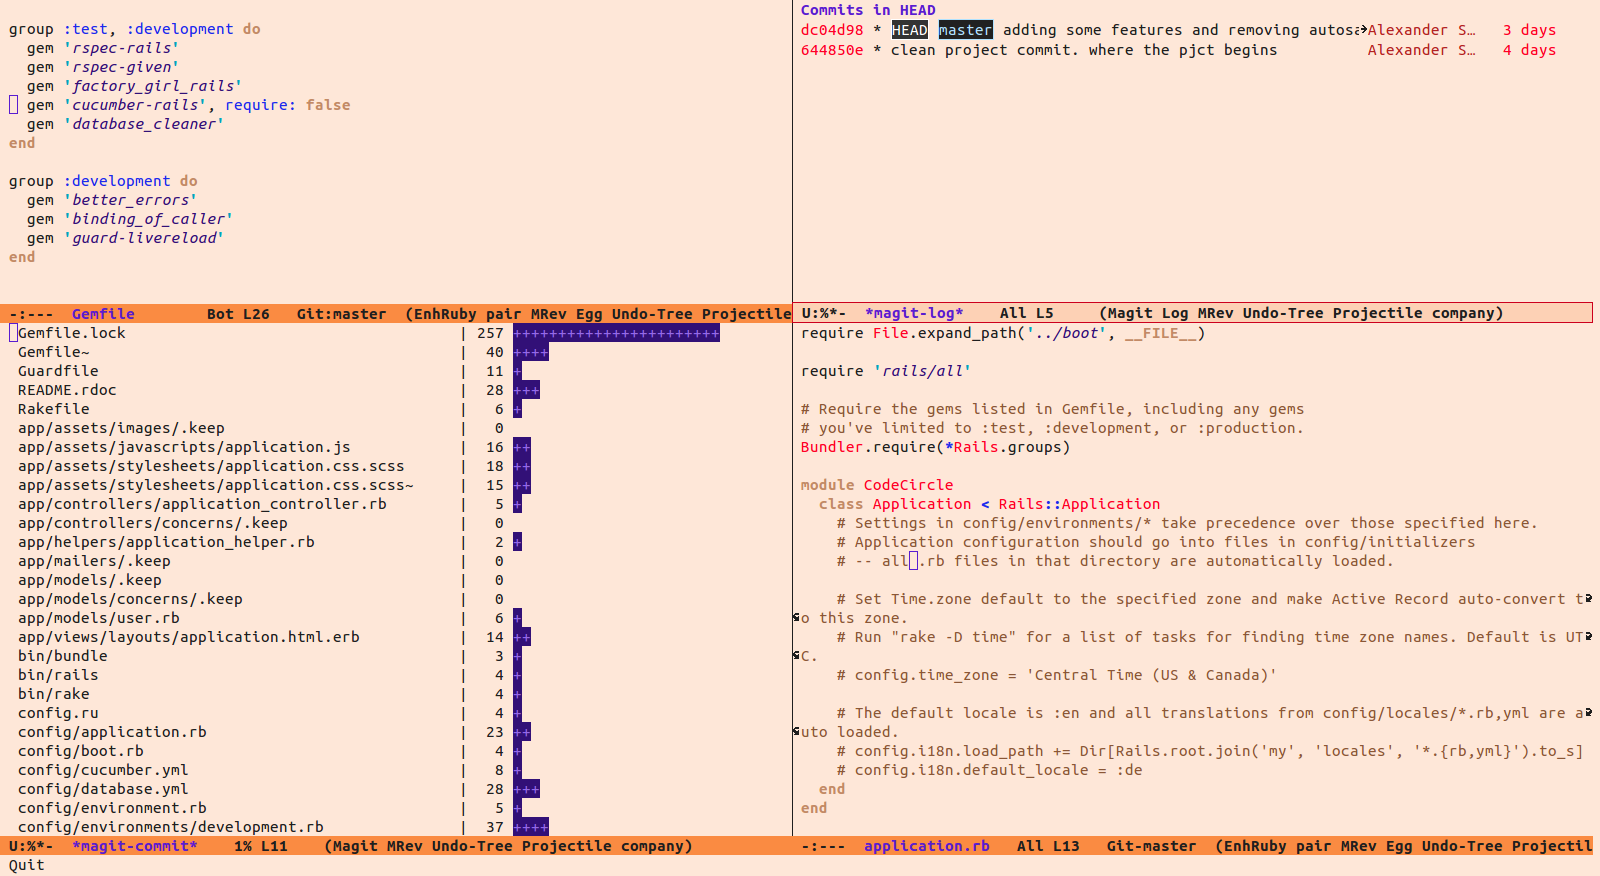 group :test, :development do
  gem 'rspec-rails'
  gem 'rspec-given'
  gem 'factory_girl_rails'
  gem 'cucumber-rails', require: false
  gem 'database_cleaner'
end

group :development do
  gem 'better_errors'
  gem 'binding_of_caller'
  gem 'guard-livereload'
end
-:---  Gemfile        Bot L26   Git:master  (EnhRuby pair MRev Egg Undo-Tree Projectile
Commits in HEAD
dc04d98 * HEAD master adding some features and removing autosa Alexander S…   3 days
644850e * clean project commit. where the pjct begins          Alexander S…   4 days
U:%*-  *magit-log*    All L5     (Magit Log MRev Undo-Tree Projectile company)
Gemfile.lock                                     | 257 +++++++++++++++++++++++
Gemfile~                                         |  40 ++++
Guardfile                                        |  11 +
README.rdoc                                      |  28 +++
Rakefile                                         |   6 +
app/assets/images/.keep                          |   0
app/assets/javascripts/application.js            |  16 ++
app/assets/stylesheets/application.css.scss      |  18 ++
app/assets/stylesheets/application.css.scss~     |  15 ++
app/controllers/application_controller.rb        |   5 +
app/controllers/concerns/.keep                   |   0
app/helpers/application_helper.rb                |   2 +
app/mailers/.keep                                |   0
app/models/.keep                                 |   0
app/models/concerns/.keep                        |   0
app/models/user.rb                               |   6 +
app/views/layouts/application.html.erb           |  14 ++
bin/bundle                                       |   3 +
bin/rails                                        |   4 +
bin/rake                                         |   4 +
config.ru                                        |   4 +
config/application.rb                            |  23 ++
config/boot.rb                                   |   4 +
config/cucumber.yml                              |   8 +
config/database.yml                              |  28 +++
config/environment.rb                            |   5 +
config/environments/development.rb               |  37 ++++
U:%*-  *magit-commit*    1% L11    (Magit MRev Undo-Tree Projectile company)
require File.expand_path('../boot', __FILE__)

require 'rails/all'

# Require the gems listed in Gemfile, including any gems
# you've limited to :test, :development, or :production.
Bundler.require(*Rails.groups)

module CodeCircle
  class Application < Rails::Application
    # Settings in config/environments/* take precedence over those specified here.
    # Application configuration should go into files in config/initializers
    # -- all .rb files in that directory are automatically loaded.

    # Set Time.zone default to the specified zone and make Active Record auto-convert t
o this zone.
    # Run "rake -D time" for a list of tasks for finding time zone names. Default is UT
C.
    # config.time_zone = 'Central Time (US & Canada)'

    # The default locale is :en and all translations from config/locales/*.rb,yml are a
uto loaded.
    # config.i18n.load_path += Dir[Rails.root.join('my', 'locales', '*.{rb,yml}').to_s]
    # config.i18n.default_locale = :de
  end
end
-:---  application.rb   All L13   Git-master  (EnhRuby pair MRev Egg Undo-Tree Projectil
Quit